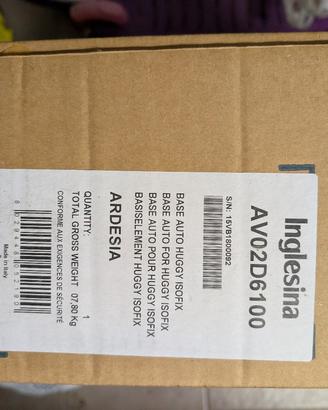 Inglesina
AV02D6100
S/N: 15VB1800092
BASE AUTO HUGGY ISOFIX
BASE AUTO FOR HUGGY ISOFIX
BASE AUTO POUR HUGGY ISOFIX
BASISELEMENT HUGGY ISOFIX
ARDESIA
QUANTITY: 1
TOTAL GROSS WEIGHT 07,80 Kg
CONFORME AUX EXIGENCES DE SÉCURITÉ
Made in Italy